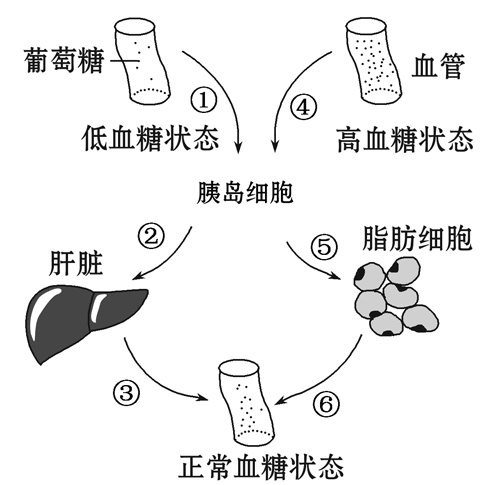 葡萄糖
血管
① ④
低血糖状态
高血糖状态
胰岛细胞
② ⑤
脂肪细胞
肝脏
③ ⑥
正常血糖状态